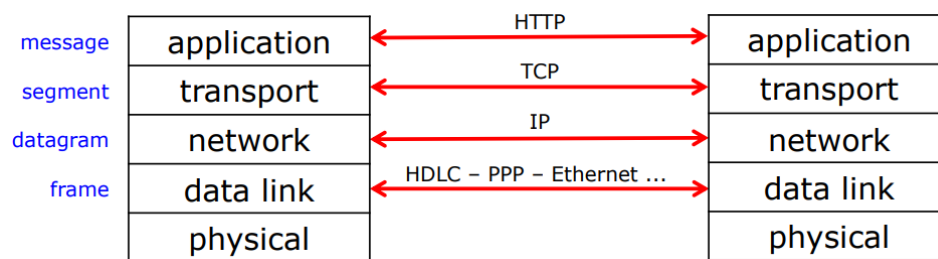 HTTP
message application application
TCP
segment transport transport
IP
datagram network network
HDLC – PPP – Ethernet ...
frame data link data link
physical physical